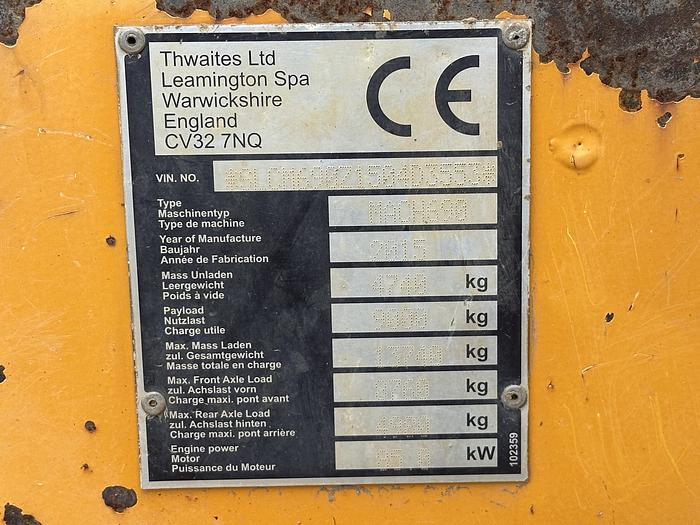 Thwaites Ltd
Leamington Spa
Warwickshire
England
CV32 7NQ
CE
VIN. NO.
Type
Maschinentyp
Type de machine
MACH690
Year of Manufacture
Baujahr
Année de Fabrication
2015
Mass Unladen
Leergewicht
Poids à vide
4740 kg
Payload
Nutzlast
Charge utile
9000 kg
Max. Mass Laden
zul. Gesamtgewicht
Masse totale en charge
13740 kg
Max. Front Axle Load
zul. Achslast vorn
Charge maxi. pont avant
kg
Max. Rear Axle Load
zul. Achslast hinten
Charge maxi. pont arrière
kg
Engine power
Motor
Puissance du Moteur
kW
102359